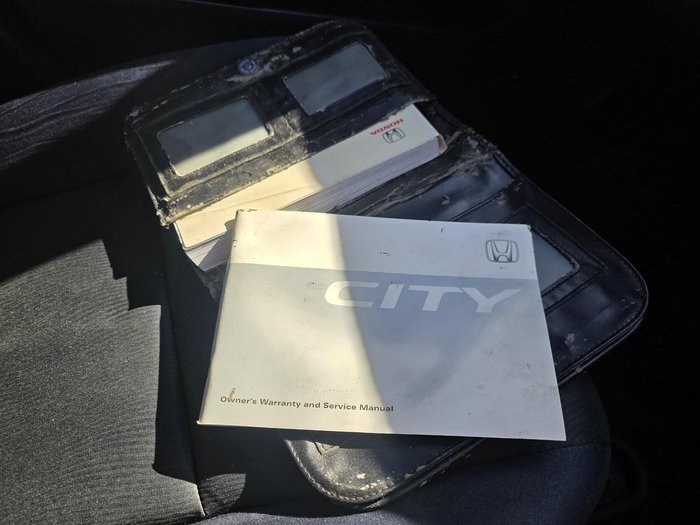 HONDA
CITY
Owner's Warranty and Service Manual